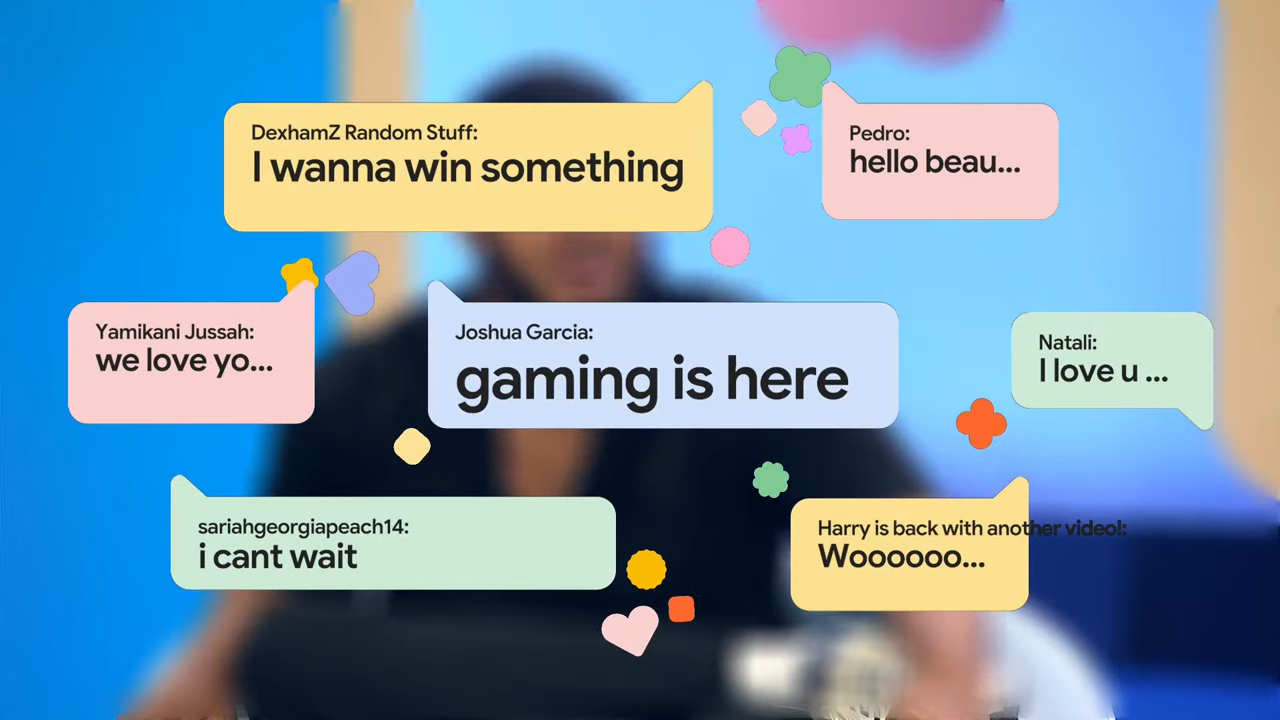 DexhamZ Random Stuff:
I wanna win something
Pedro:
hello beau...
Yamikani Jussah:
we love yo...
Joshua Garcia:
gaming is here
Natali:
I love u ...
sariahgeorgiapeach14:
i cant wait
Harry is back with another video!:
Woooooo...